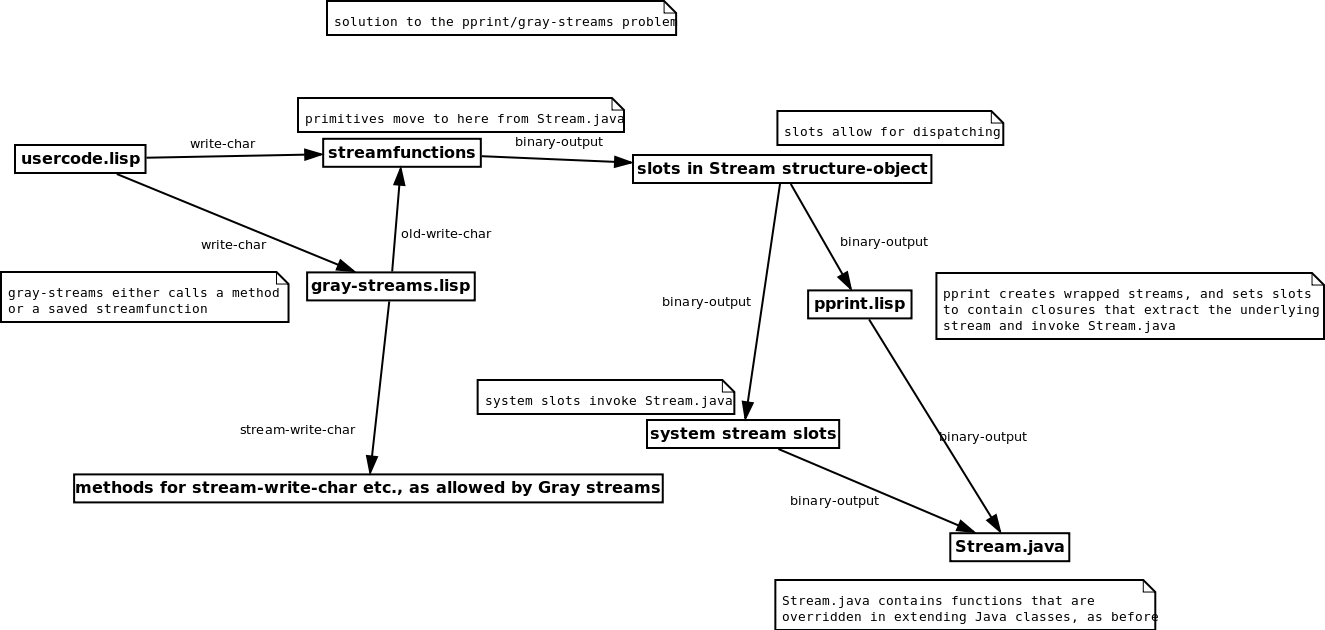 solution to the pprint/gray-streams problem
primitives move to here from Stream.java
slots allow for dispatching
write-char
binary-output
usercode.lisp
streamfunctions
slots in Stream structure-object
write-char
old-write-char
binary-output
gray-streams either calls a method
or a saved streamfunction
gray-streams.lisp
binary-output
pprint.lisp
pprint creates wrapped streams, and sets slots
to contain closures that extract the underlying
stream and invoke Stream.java
system slots invoke Stream.java
stream-write-char
system stream slots
binary-output
methods for stream-write-char etc., as allowed by Gray streams
binary-output
Stream.java
Stream.java contains functions that are
overridden in extending Java classes, as before